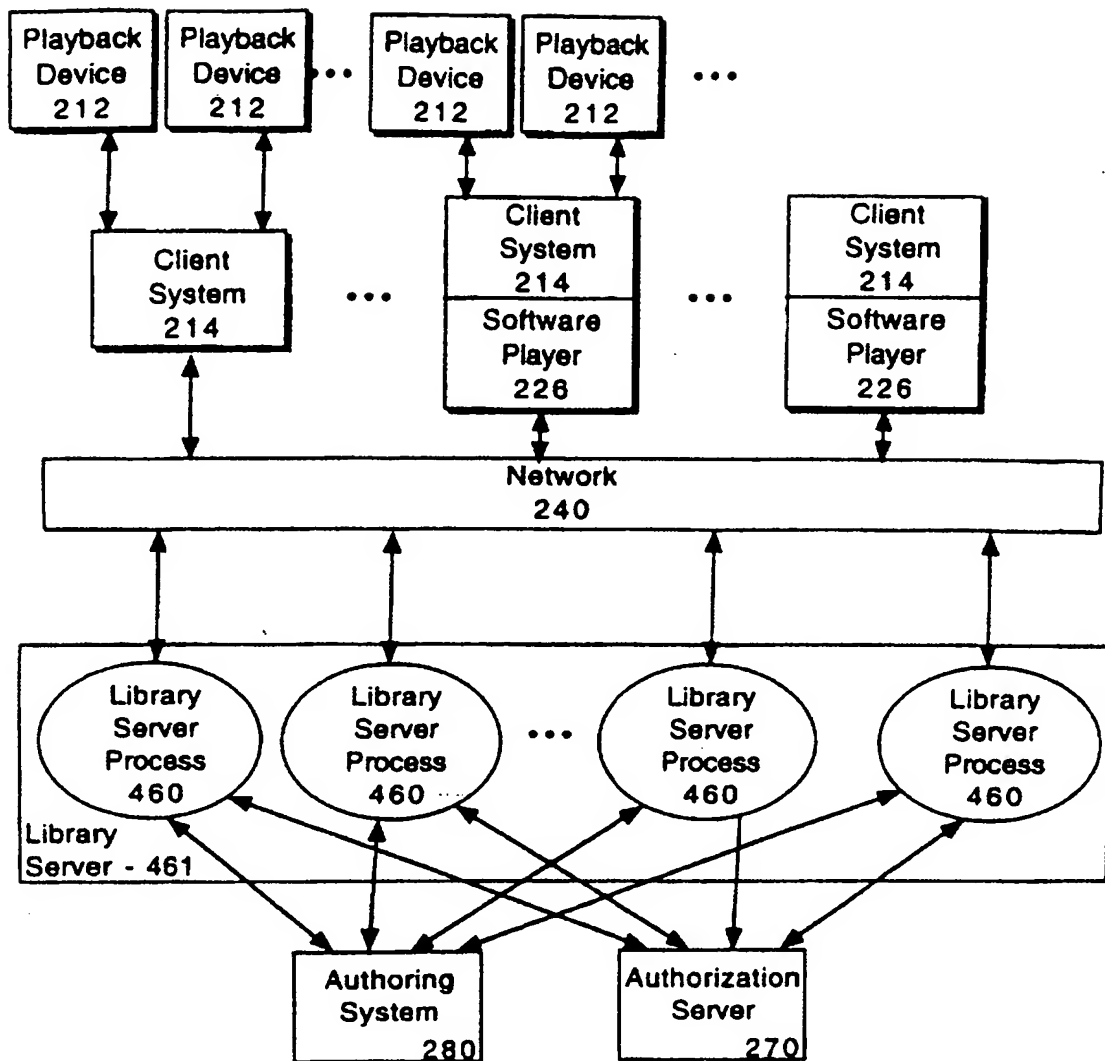 Playback
Device
212
Playback
Device
212
Playback
Device
212
Playback
Device
212
Client
System
214
Client
System
214
Software
Player
226
Client
System
214
Software
Player
226
Network
240
Library
Server
Process
460
Library
Server
Process
460
Library
Server
Process
460
Library
Server
Process
460
Library
Server - 461
Authoring
System
280
Authorization
Server
270